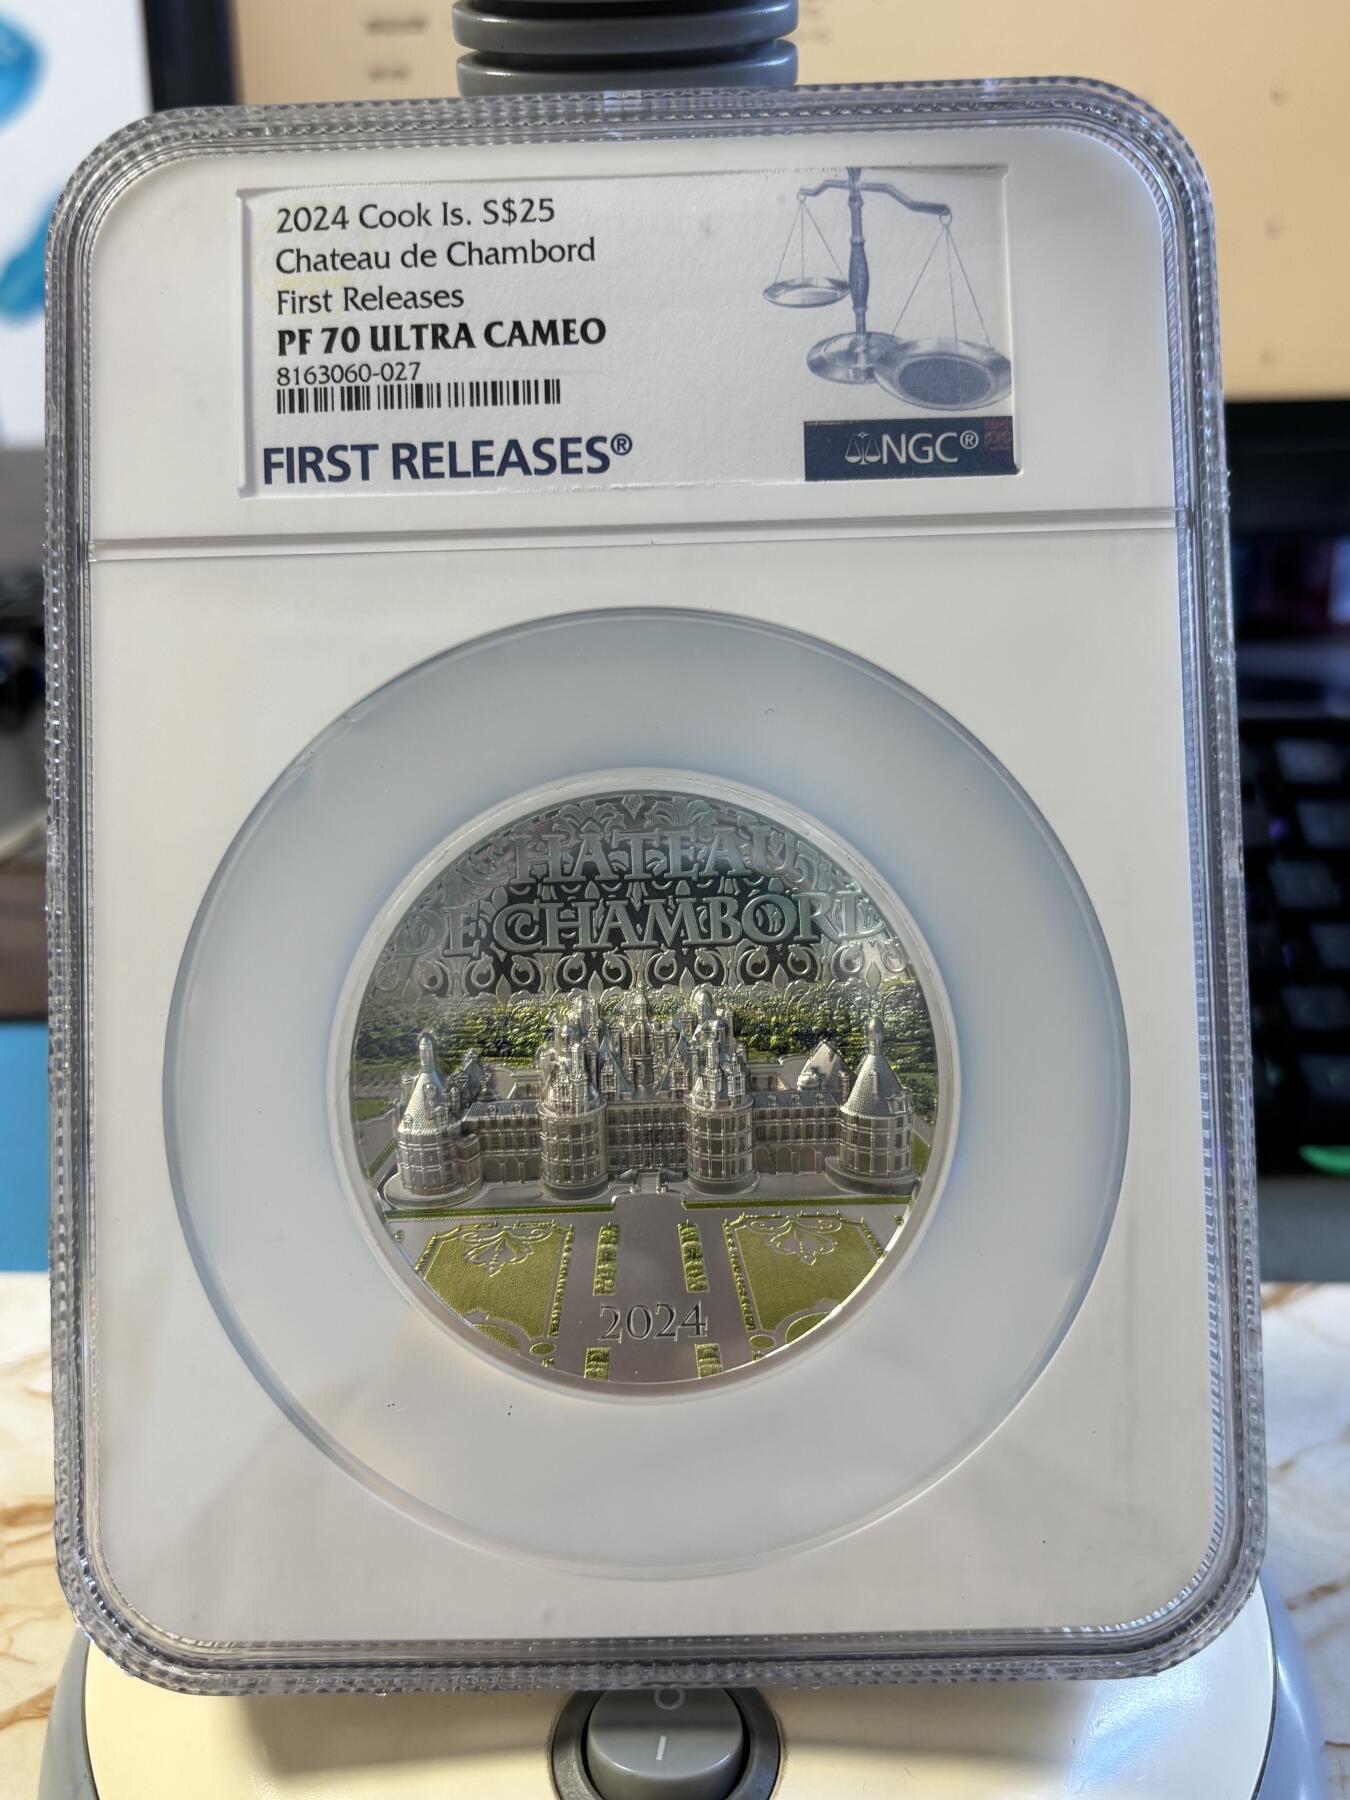 2024 Cook Is. S$25
Chateau de Chambord
First Releases
PF 70 ULTRA CAMEO
8163060-027
FIRST RELEASES®
NGC®
CHATEAU
DE CHAMBORD
2024